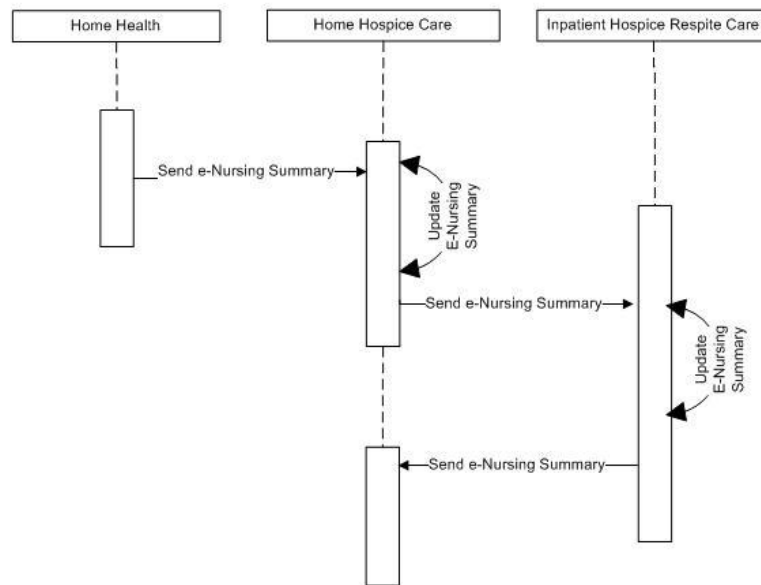 Home Health
Home Hospice Care
Inpatient Hospice Respite Care
Send e-Nursing Summary
Update
E-Nursing
Summary
Send e-Nursing Summary
Update
E-Nursing
Summary
Send e-Nursing Summary